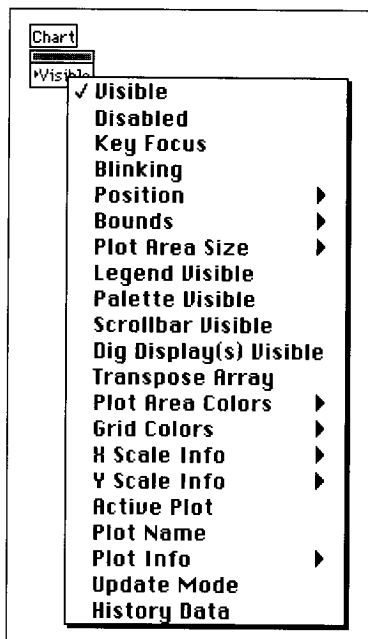 Chart
Visible
✓ Visible
Disabled
Key Focus
Blinking
Position
Bounds
Plot Area Size
Legend Visible
Palette Visible
Scrollbar Visible
Dig Display(s) Visible
Transpose Array
Plot Area Colors
Grid Colors
X Scale Info
Y Scale Info
Active Plot
Plot Name
Plot Info
Update Mode
History Data